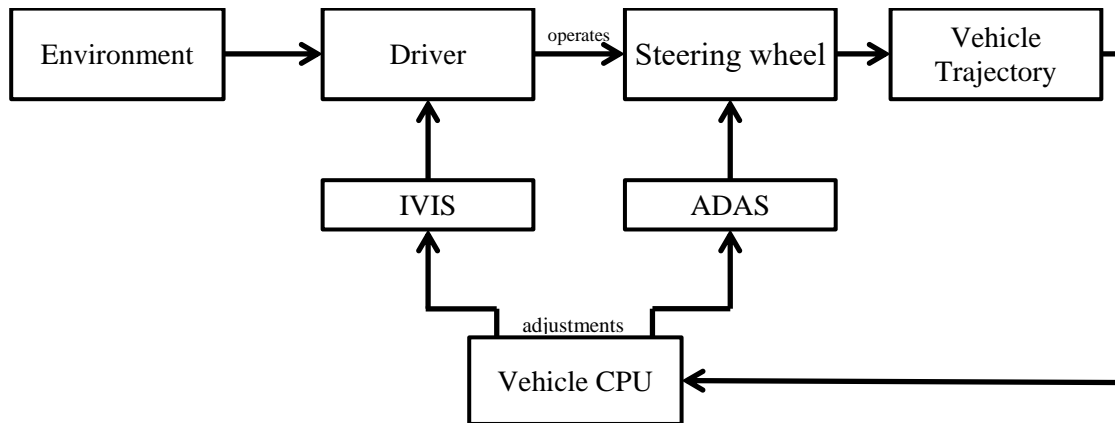 Environment
Driver
operates
Steering wheel
Vehicle
Trajectory
IVIS
ADAS
adjustments
Vehicle CPU